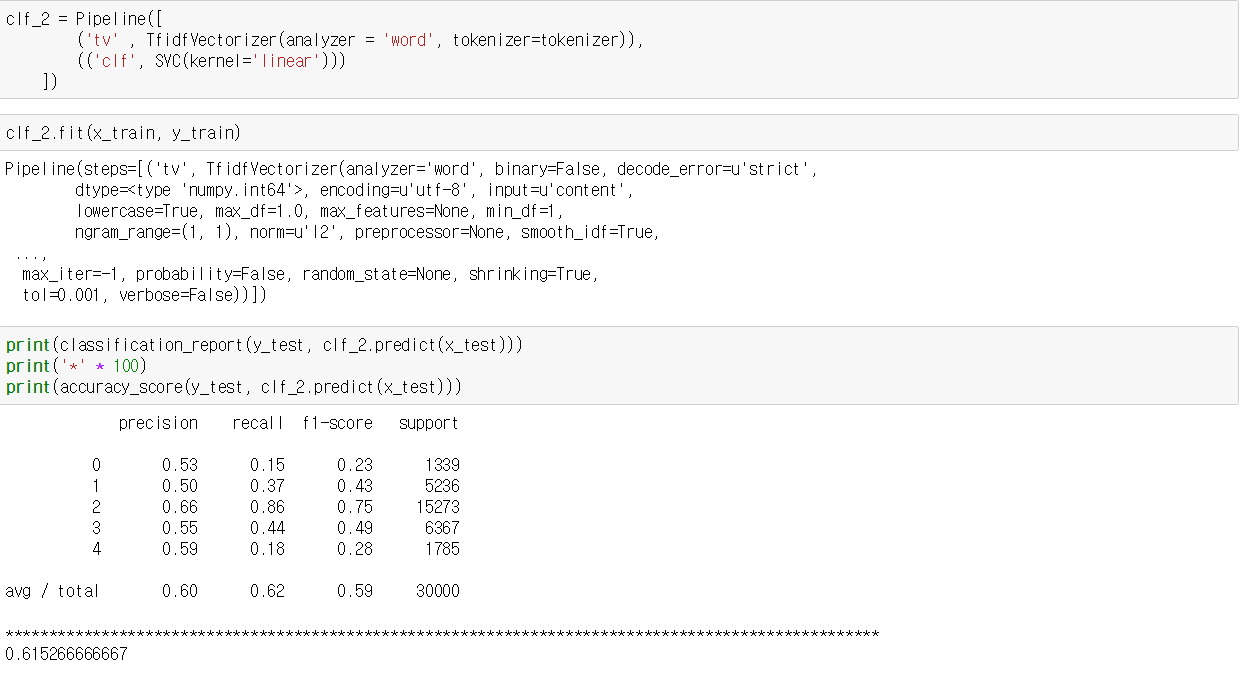 clf_2 = Pipeline([
        ('tv' , TfidfVectorizer(analyzer = 'word', tokenizer=tokenizer)),
        (('clf', SVC(kernel='linear')))
    ])
clf_2.fit(x_train, y_train)
Pipeline(steps=[('tv', TfidfVectorizer(analyzer='word', binary=False, decode_error=u'strict',
        dtype=<type 'numpy.int64'>, encoding=u'utf-8', input=u'content',
        lowercase=True, max_df=1.0, max_features=None, min_df=1,
        ngram_range=(1, 1), norm=u'l2', preprocessor=None, smooth_idf=True,
 ...,
  max_iter=-1, probability=False, random_state=None, shrinking=True,
  tol=0.001, verbose=False))])
print(classification_report(y_test, clf_2.predict(x_test)))
print('*' * 100)
print(accuracy_score(y_test, clf_2.predict(x_test)))
             precision    recall  f1-score   support
          0       0.53      0.15      0.23      1339
          1       0.50      0.37      0.43      5236
          2       0.66      0.86      0.75     15273
          3       0.55      0.44      0.49      6367
          4       0.59      0.18      0.28      1785
avg / total       0.60      0.62      0.59     30000
****************************************************************************************************
0.615266666667